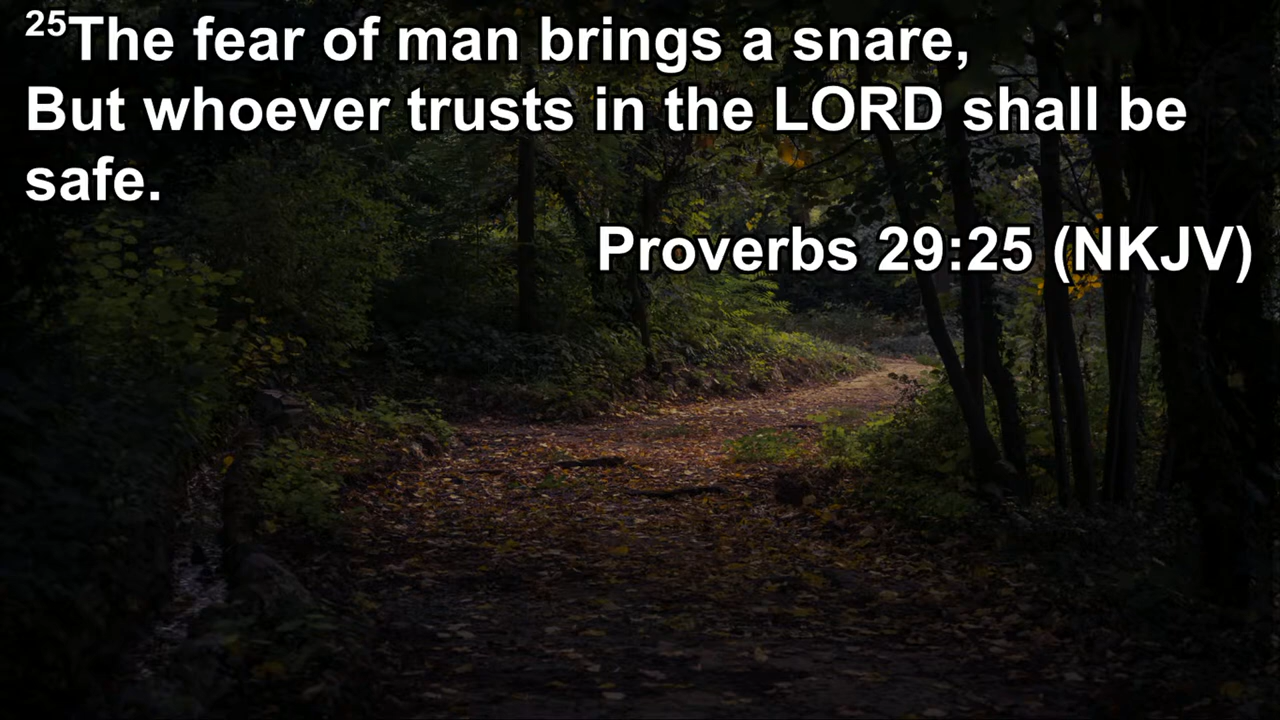 25The fear of man brings a snare,
But whoever trusts in the LORD shall be
safe.
Proverbs 29:25 (NKJV)